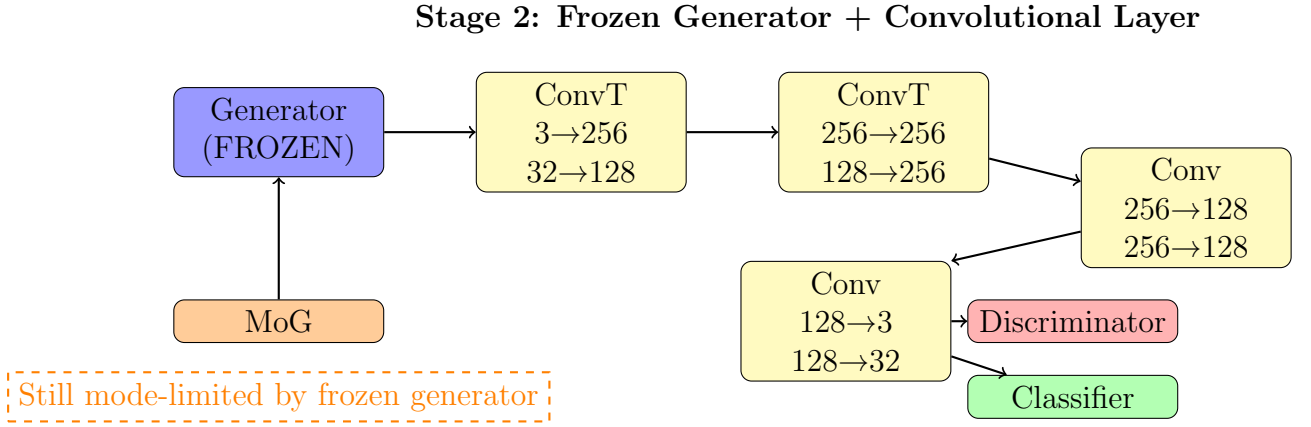 Stage 2: Frozen Generator + Convolutional Layer
Generator
(FROZEN)
ConvT
3→256
32→128
ConvT
256→256
128→256
Conv
256→128
256→128
Conv
128→3
128→32
Discriminator
Classifier
MoG
Still mode-limited by frozen generator